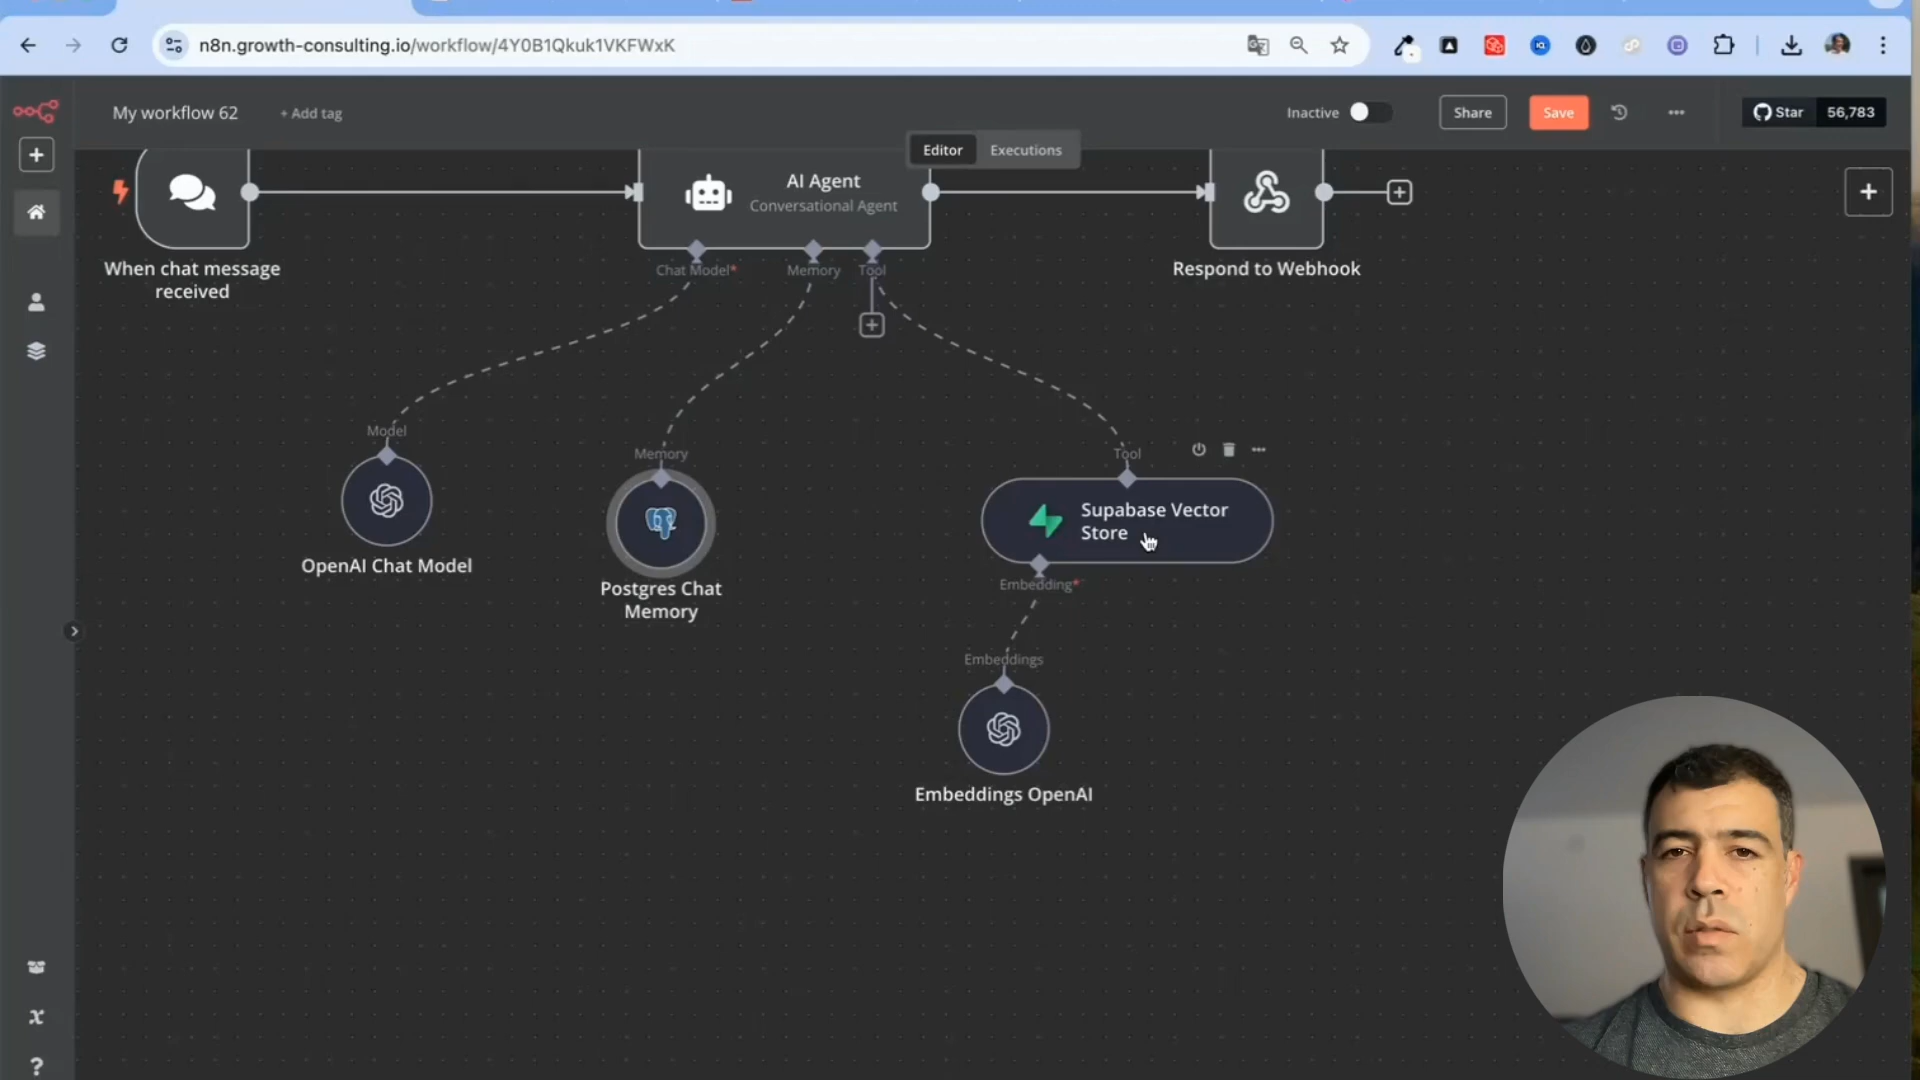 n8n.growth-consulting.io/workflow/4Y0B1Qkuk1VKFWxK
My workflow 62
+ Add tag
Inactive
Share
Save
Star
56,783
Editor
Executions
AI Agent
Conversational Agent
When chat message
received
Chat Model*
Memory
Tool
Respond to Webhook
Model
OpenAI Chat Model
Memory
Postgres Chat
Memory
Tool
Supabase Vector
Store
Embedding*
Embeddings
Embeddings OpenAI